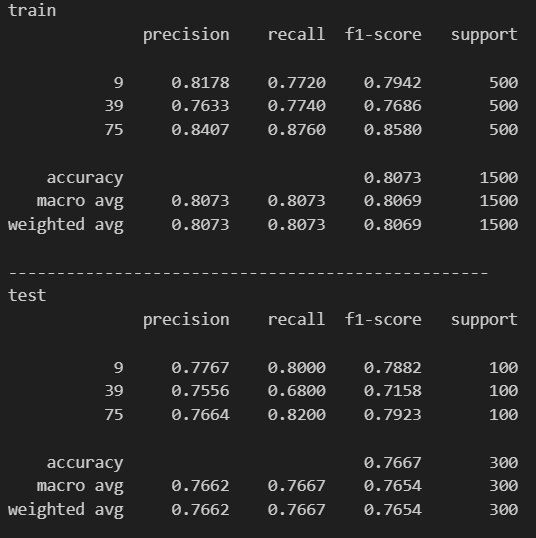 train
precision recall f1-score support
9 0.8178 0.7720 0.7942 500
39 0.7633 0.7740 0.7686 500
75 0.8407 0.8760 0.8580 500
accuracy 0.8073 1500
macro avg 0.8073 0.8073 0.8069 1500
weighted avg 0.8073 0.8073 0.8069 1500
--------------------------------------------------
test
precision recall f1-score support
9 0.7767 0.8000 0.7882 100
39 0.7556 0.6800 0.7158 100
75 0.7664 0.8200 0.7923 100
accuracy 0.7667 300
macro avg 0.7662 0.7667 0.7654 300
weighted avg 0.7662 0.7667 0.7654 300